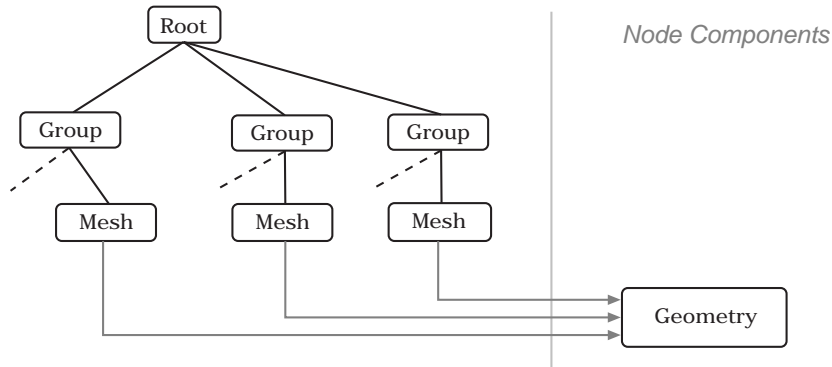 Root
Node Components
Group
Group
Group
Mesh
Mesh
Mesh
Geometry